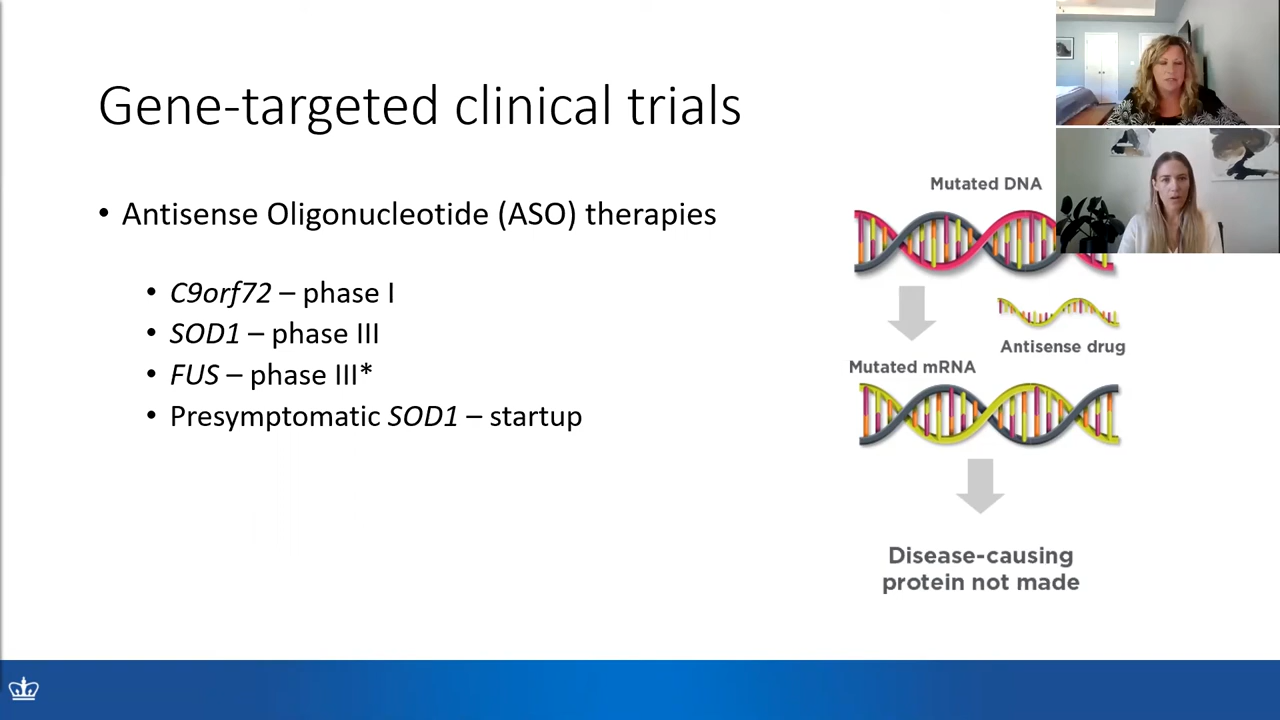 Gene-targeted clinical trials
• Antisense Oligonucleotide (ASO) therapies
• C9orf72 – phase I
• SOD1 – phase III
• FUS – phase III*
• Presymptomatic SOD1 – startup
Mutated DNA
Antisense drug
Mutated mRNA
Disease-causing
protein not made